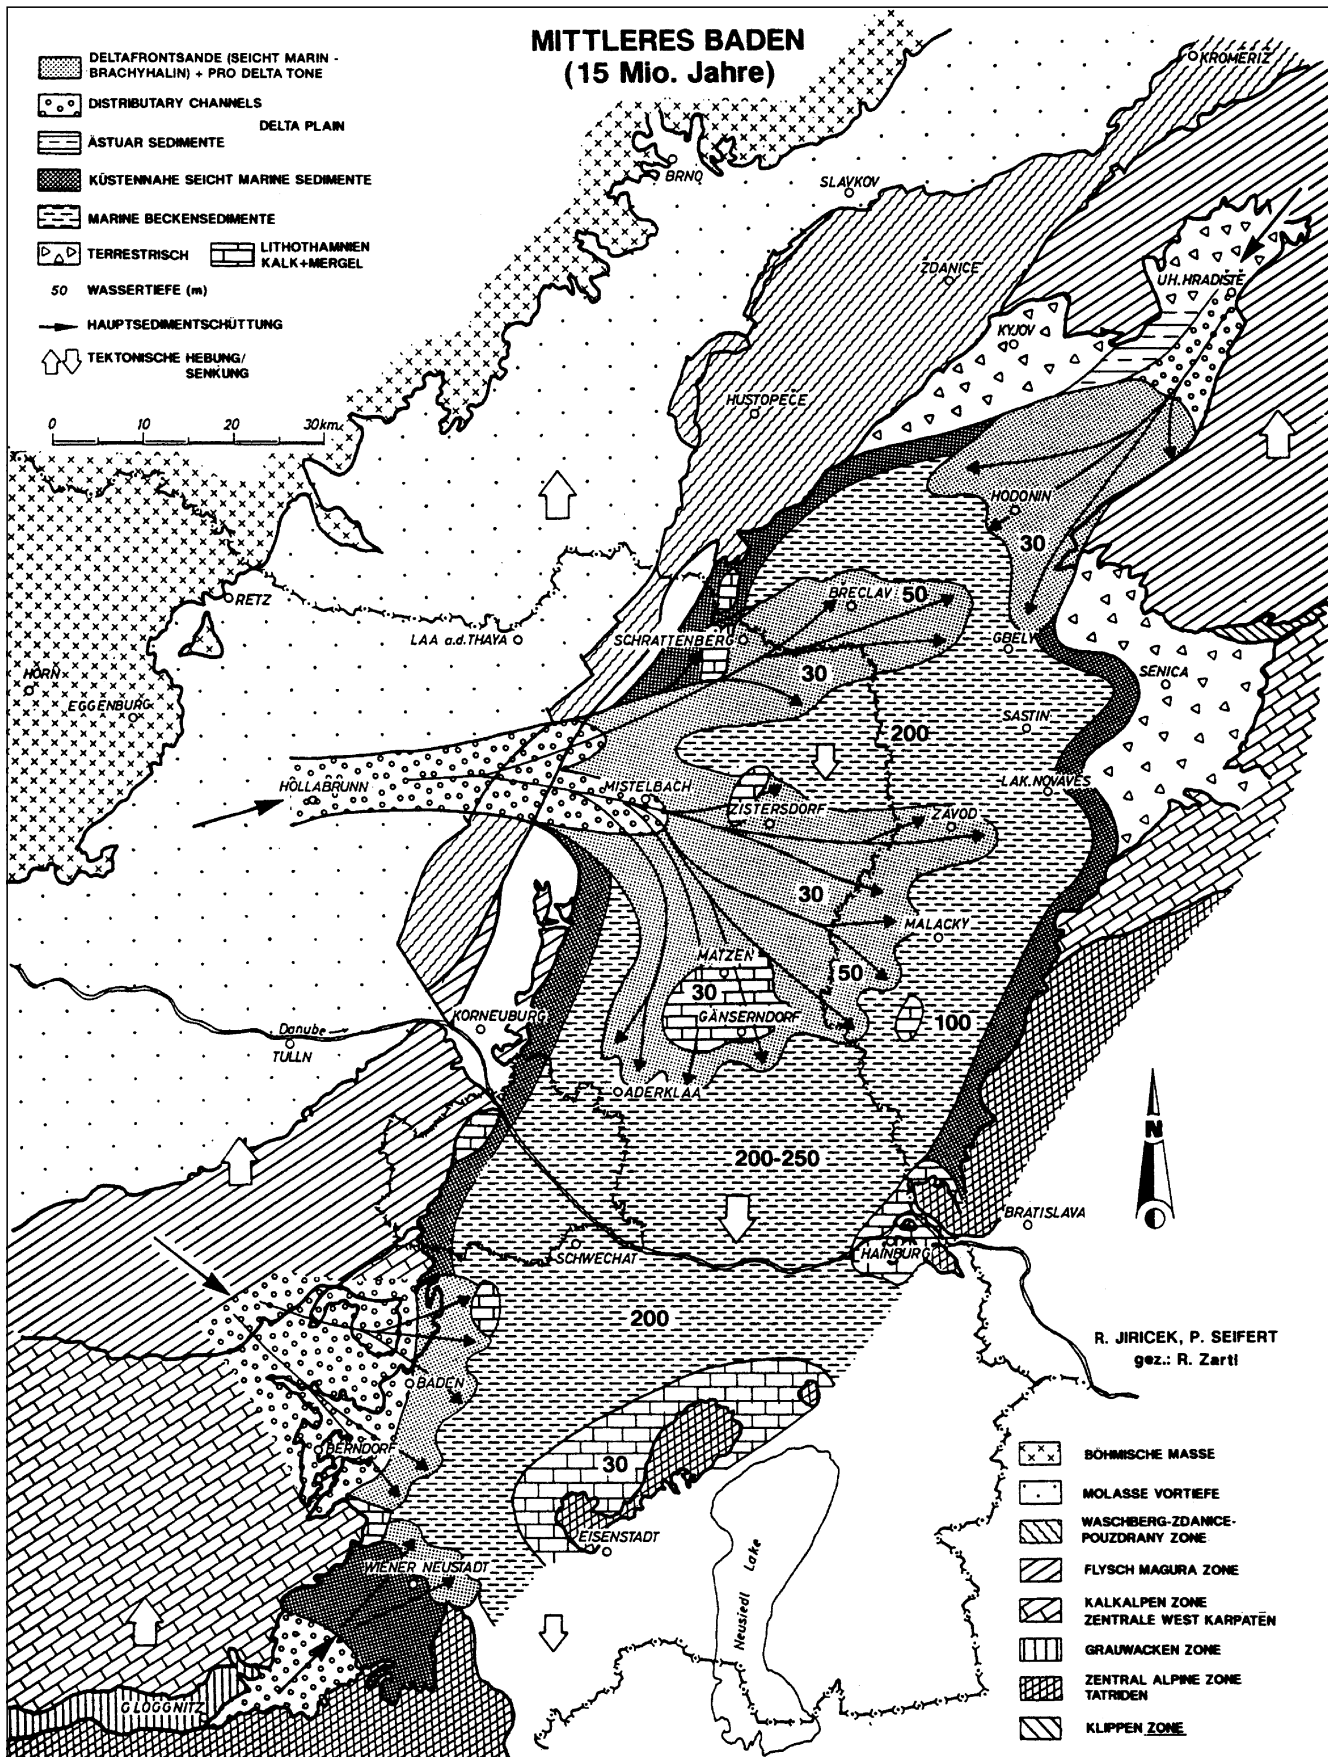 MITTLERES BADEN
(15 Mio. Jahre)
DELTAFRONTSANDE (SEICHT MARIN -
BRACHYHALIN) + PRO DELTA TONE
DISTRIBUTARY CHANNELS
DELTA PLAIN
ÄSTUAR SEDIMENTE
KÜSTENNAHE SEICHT MARINE SEDIMENTE
MARINE BECKENSEDIMENTE
TERRESTRISCH
LITHOTHAMNIEN
KALK+MERGEL
50 WASSERTIEFE (m)
HAUPTSEDIMENTSCHÜTTUNG
TEKTONISCHE HEBUNG/
SENKUNG
0 10 20 30km
KROMERIZ
BRNO
SLAVKOV
ZDANICE
UH.HRADIŠTĚ
KYJOV
HUSTOPEČE
HODONIN
30
RETZ
BRECLAV
50
LAA a.d.THAYA
SCHRATTENBERG
GBELY
HORN
30
SENICA
EGGENBURG
SASTIN
200
HOLLABRUNN
MISTELBACH
LAK.NOVAVES
ZISTERSDORF
ZAVOD
30
MALACKY
MATZEN
50
30
KORNEUBURG
GÄNSERNDORF
100
Danube
TULLN
ADERKLAA
N
200-250
BRATISLAVA
SCHWECHAT
HAINBURG
200
R. JIRICEK, P. SEIFERT
gez.: R. Zartl
BADEN
BERNDORF
30
EISENSTADT
WIENER NEUSTADT
Neusiedl Lake
GLOGGNITZ
BÖHMISCHE MASSE
MOLASSE VORTIEFE
WASCHBERG-ZDANICE-
POUZDRANY ZONE
FLYSCH MAGURA ZONE
KALKALPEN ZONE
ZENTRALE WEST KARPATEN
GRAUWACKEN ZONE
ZENTRAL ALPINE ZONE
TATRIDEN
KLIPPEN ZONE